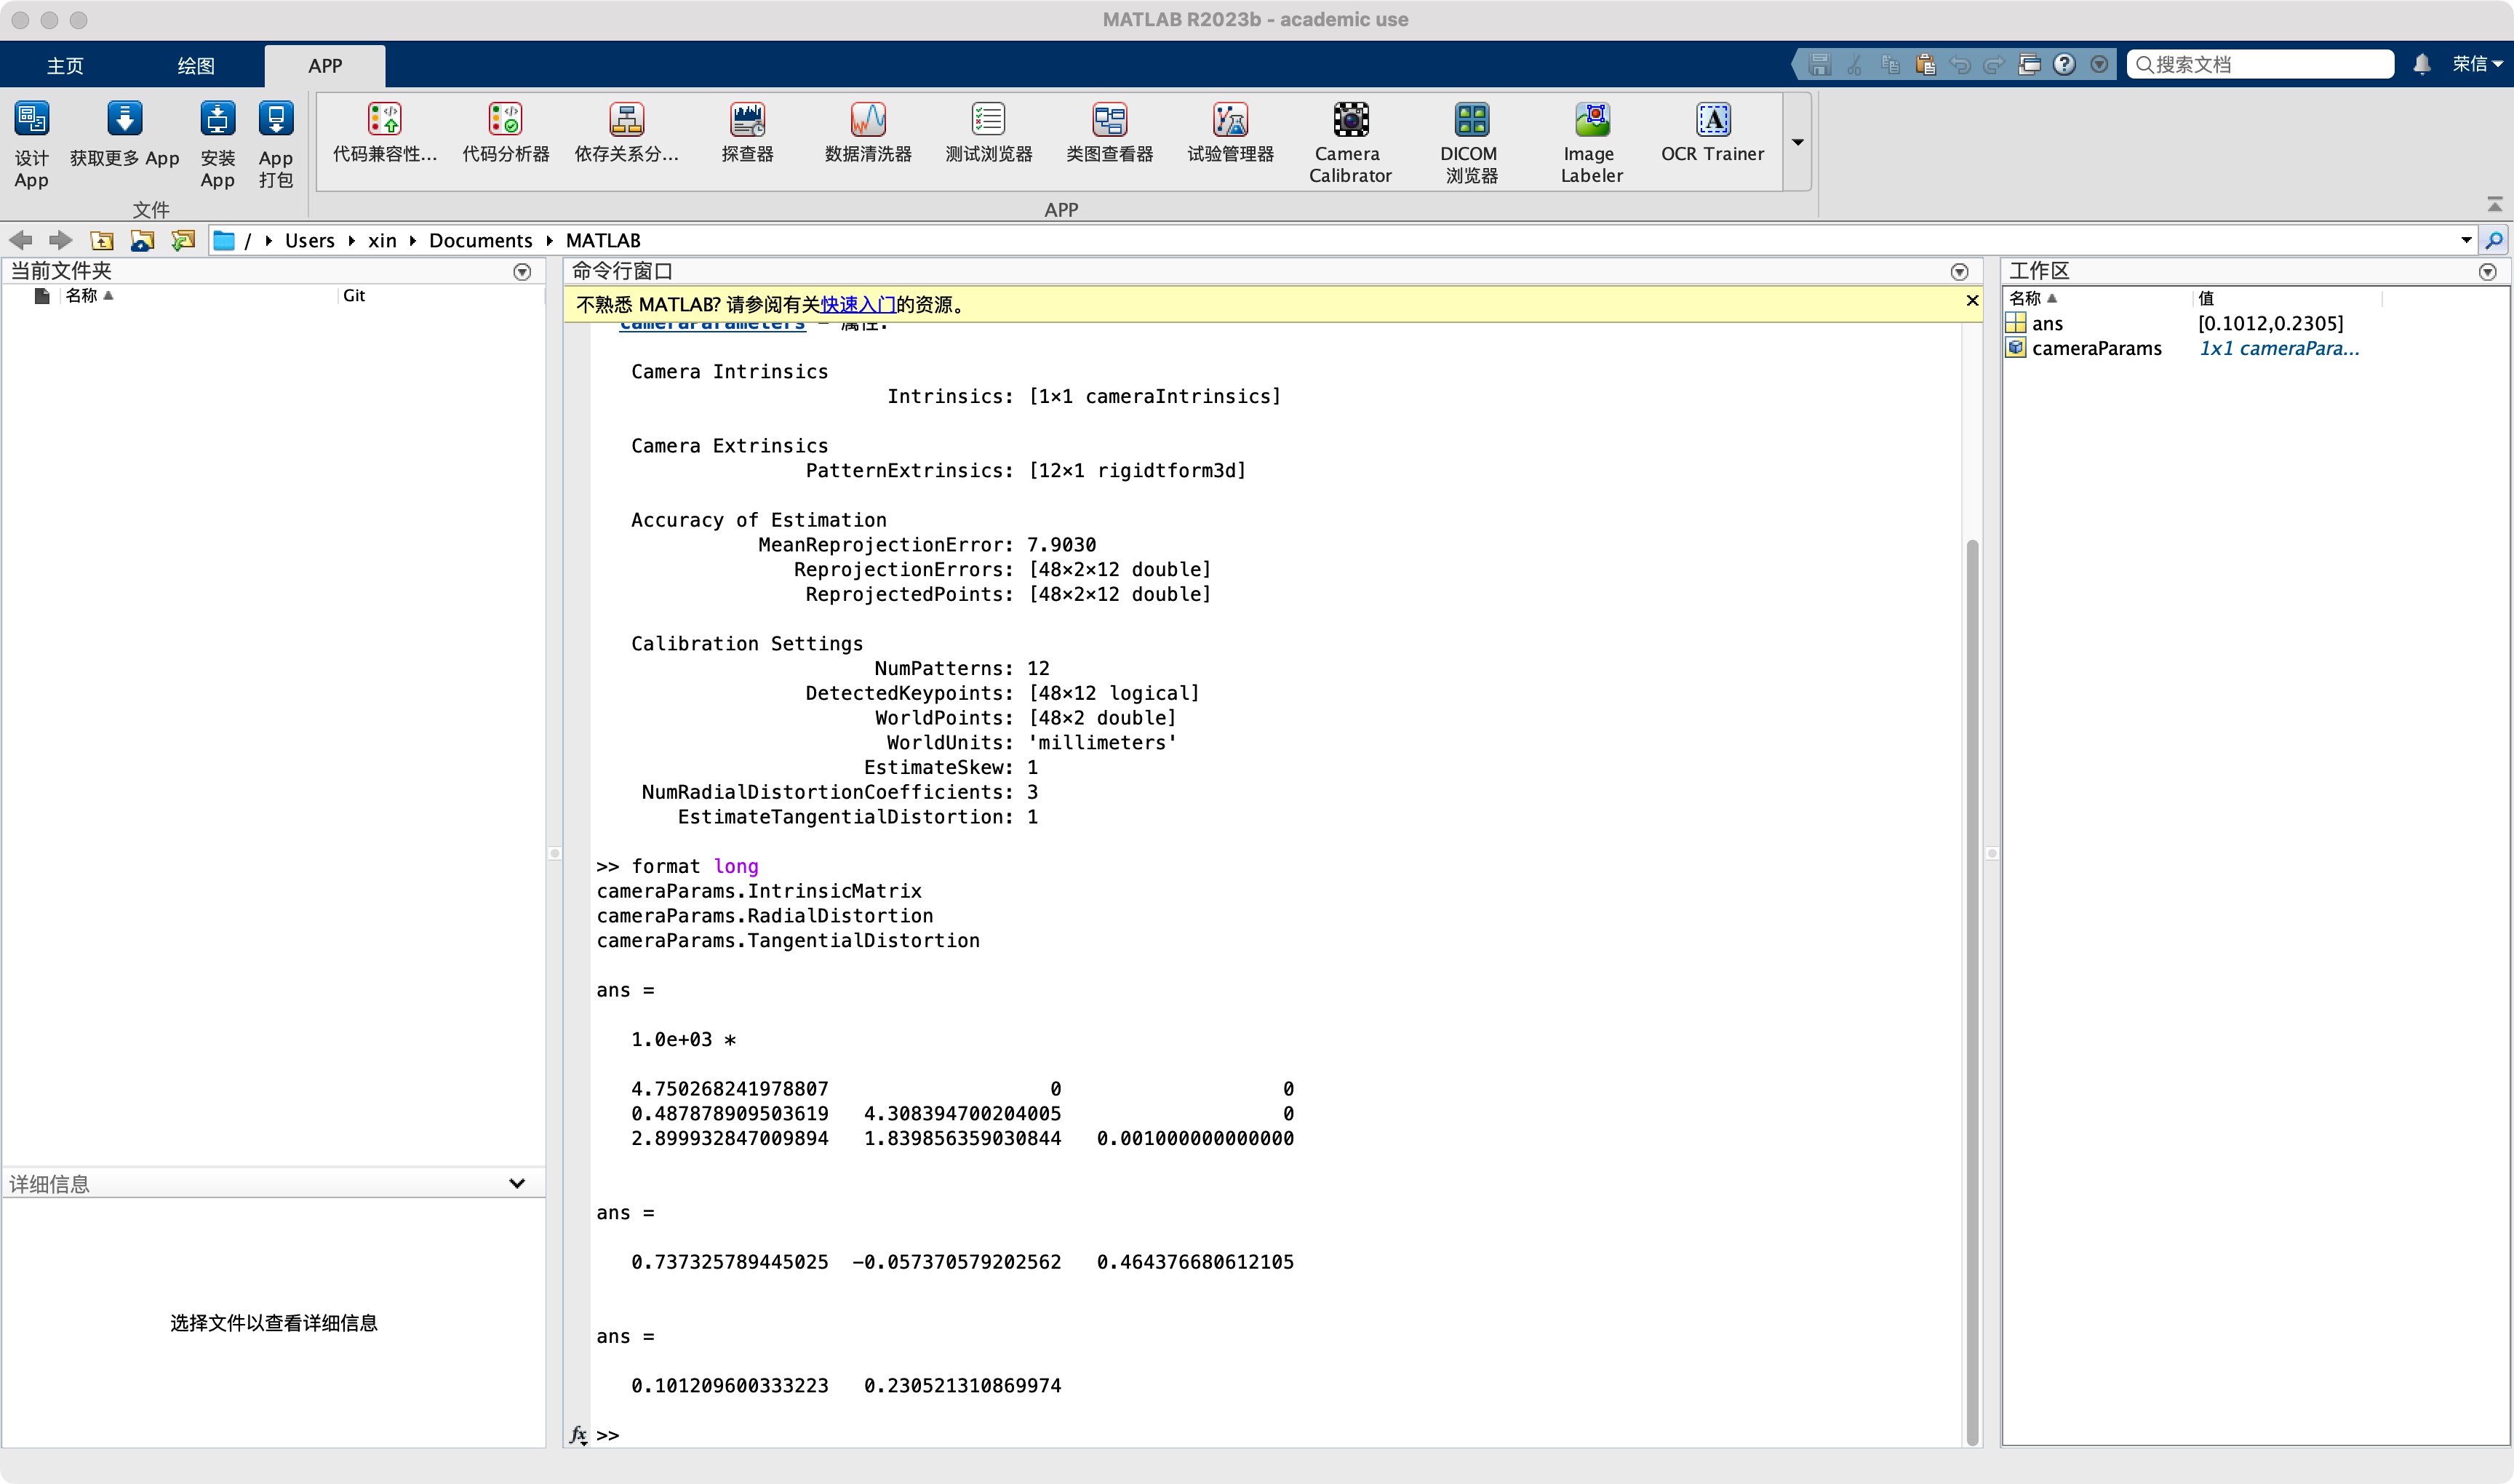 MATLAB R2023b - academic use
主页 绘图 APP
搜索文档
荣信
设计 App
获取更多 App
安装 App
App 打包
代码兼容性...
代码分析器
依存关系分...
探查器
数据清洗器
测试浏览器
类图查看器
试验管理器
Camera Calibrator
DICOM 浏览器
Image Labeler
OCR Trainer
文件
APP
/ Users xin Documents MATLAB
当前文件夹
名称 Git
详细信息
选择文件以查看详细信息
命令行窗口
不熟悉 MATLAB? 请参阅有关快速入门的资源。
cameraParameters - 属性:
Camera Intrinsics
Intrinsics: [1×1 cameraIntrinsics]
Camera Extrinsics
PatternExtrinsics: [12×1 rigidtform3d]
Accuracy of Estimation
MeanReprojectionError: 7.9030
ReprojectionErrors: [48×2×12 double]
ReprojectedPoints: [48×2×12 double]
Calibration Settings
NumPatterns: 12
DetectedKeypoints: [48×12 logical]
WorldPoints: [48×2 double]
WorldUnits: 'millimeters'
EstimateSkew: 1
NumRadialDistortionCoefficients: 3
EstimateTangentialDistortion: 1
>> format long
cameraParams.IntrinsicMatrix
cameraParams.RadialDistortion
cameraParams.TangentialDistortion
ans =
1.0e+03 *
4.750268241978807 0 0
0.487878909503619 4.308394700204005 0
2.899932847009894 1.839856359030844 0.001000000000000
ans =
0.737325789445025 -0.057370579202562 0.464376680612105
ans =
0.101209600333223 0.230521310869974
fx >>
工作区
名称 值
ans [0.1012,0.2305]
cameraParams 1x1 cameraPara...